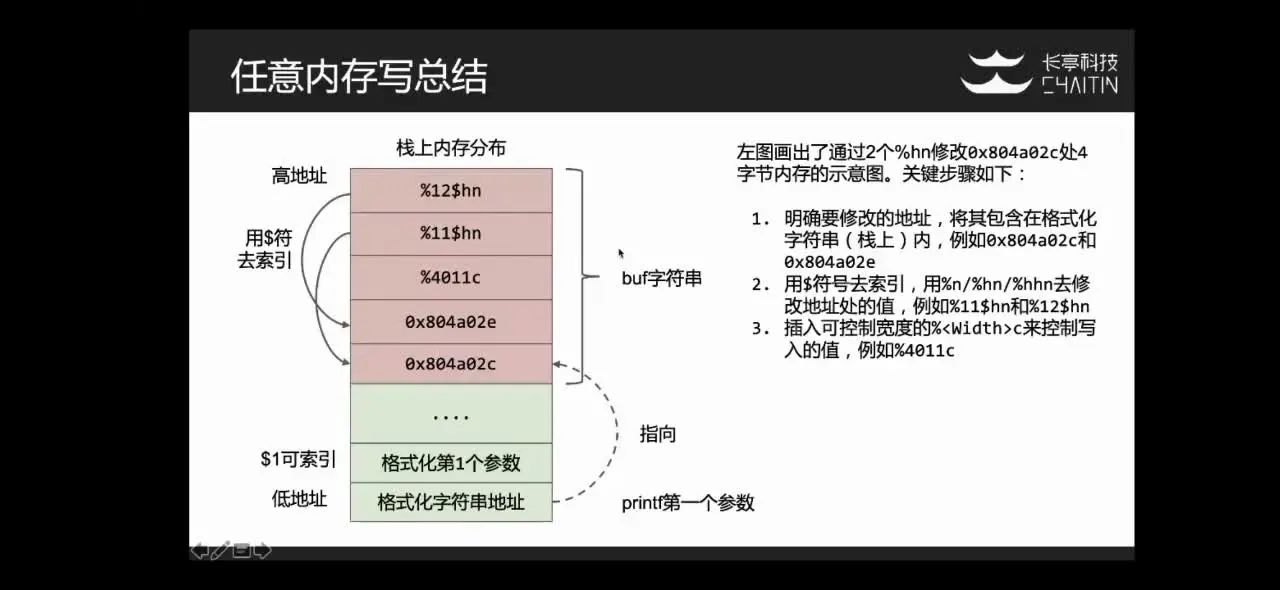 任意内存写总结
长亭科技
CHAITIN
栈上内存分布
高地址
%12$hn
%11$hn
用$符
去索引
%4011c
buf字符串
0x804a02e
0x804a02c
....
指向
$1可索引
格式化第1个参数
低地址
格式化字符串地址
printf第一个参数
左图画出了通过2个%hn修改0x804a02c处4
字节内存的示意图。关键步骤如下：
1. 明确要修改的地址，将其包含在格式化
字符串（栈上）内，例如0x804a02c和
0x804a02e
2. 用$符号去索引，用%n/%hn/%hhn去修
改地址处的值，例如%11$hn和%12$hn
3. 插入可控制宽度的%<Width>c来控制写
入的值，例如%4011c